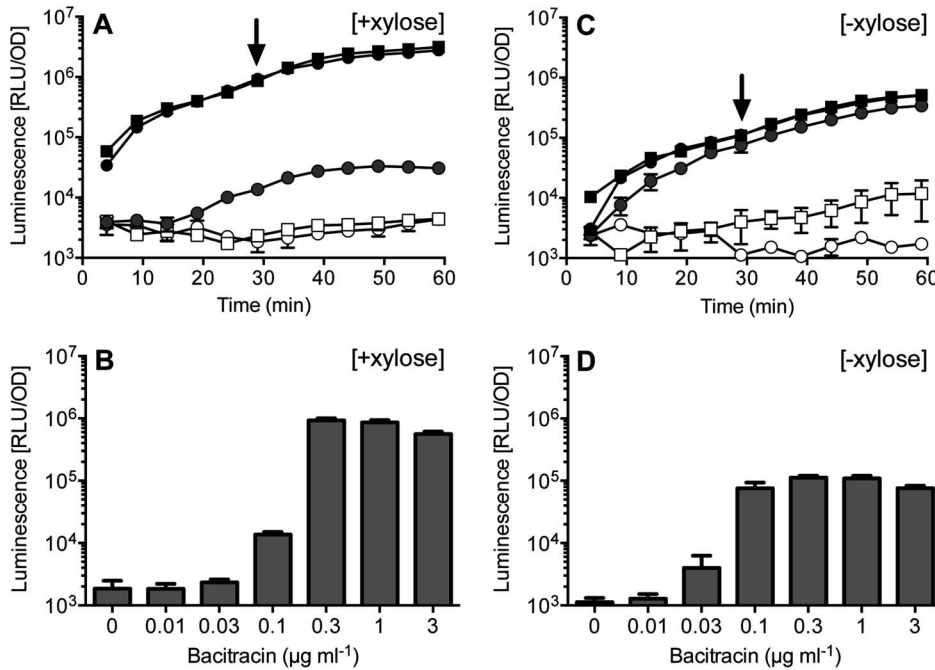 A [+xylose]
Luminescence [RLU/OD]
10⁷
10⁶
10⁵
10⁴
10³
0 10 20 30 40 50 60
Time (min)
C [-xylose]
Luminescence [RLU/OD]
10⁷
10⁶
10⁵
10⁴
10³
0 10 20 30 40 50 60
Time (min)
B [+xylose]
Luminescence [RLU/OD]
10⁷
10⁶
10⁵
10⁴
10³
0 0.01 0.03 0.1 0.3 1 3
Bacitracin (µg ml⁻¹)
D [-xylose]
Luminescence [RLU/OD]
10⁷
10⁶
10⁵
10⁴
10³
0 0.01 0.03 0.1 0.3 1 3
Bacitracin (µg ml⁻¹)